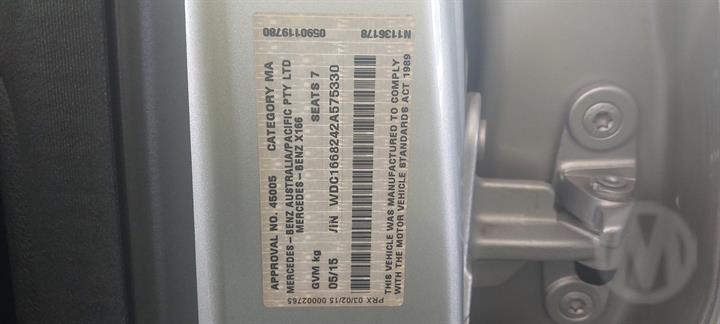 APPROVAL NO. 45005 CATEGORY MA
MERCEDES-BENZ AUSTRALIA/PACIFIC PTY LTD
MERCEDES-BENZ X166
GVM kg SEATS 7
05/15 VIN WDC1668242A575330
THIS VEHICLE WAS MANUFACTURED TO COMPLY
WITH THE MOTOR VEHICLE STANDARDS ACT 1989
PRX 03/02/15 00002765
0590119780
N1136178
M